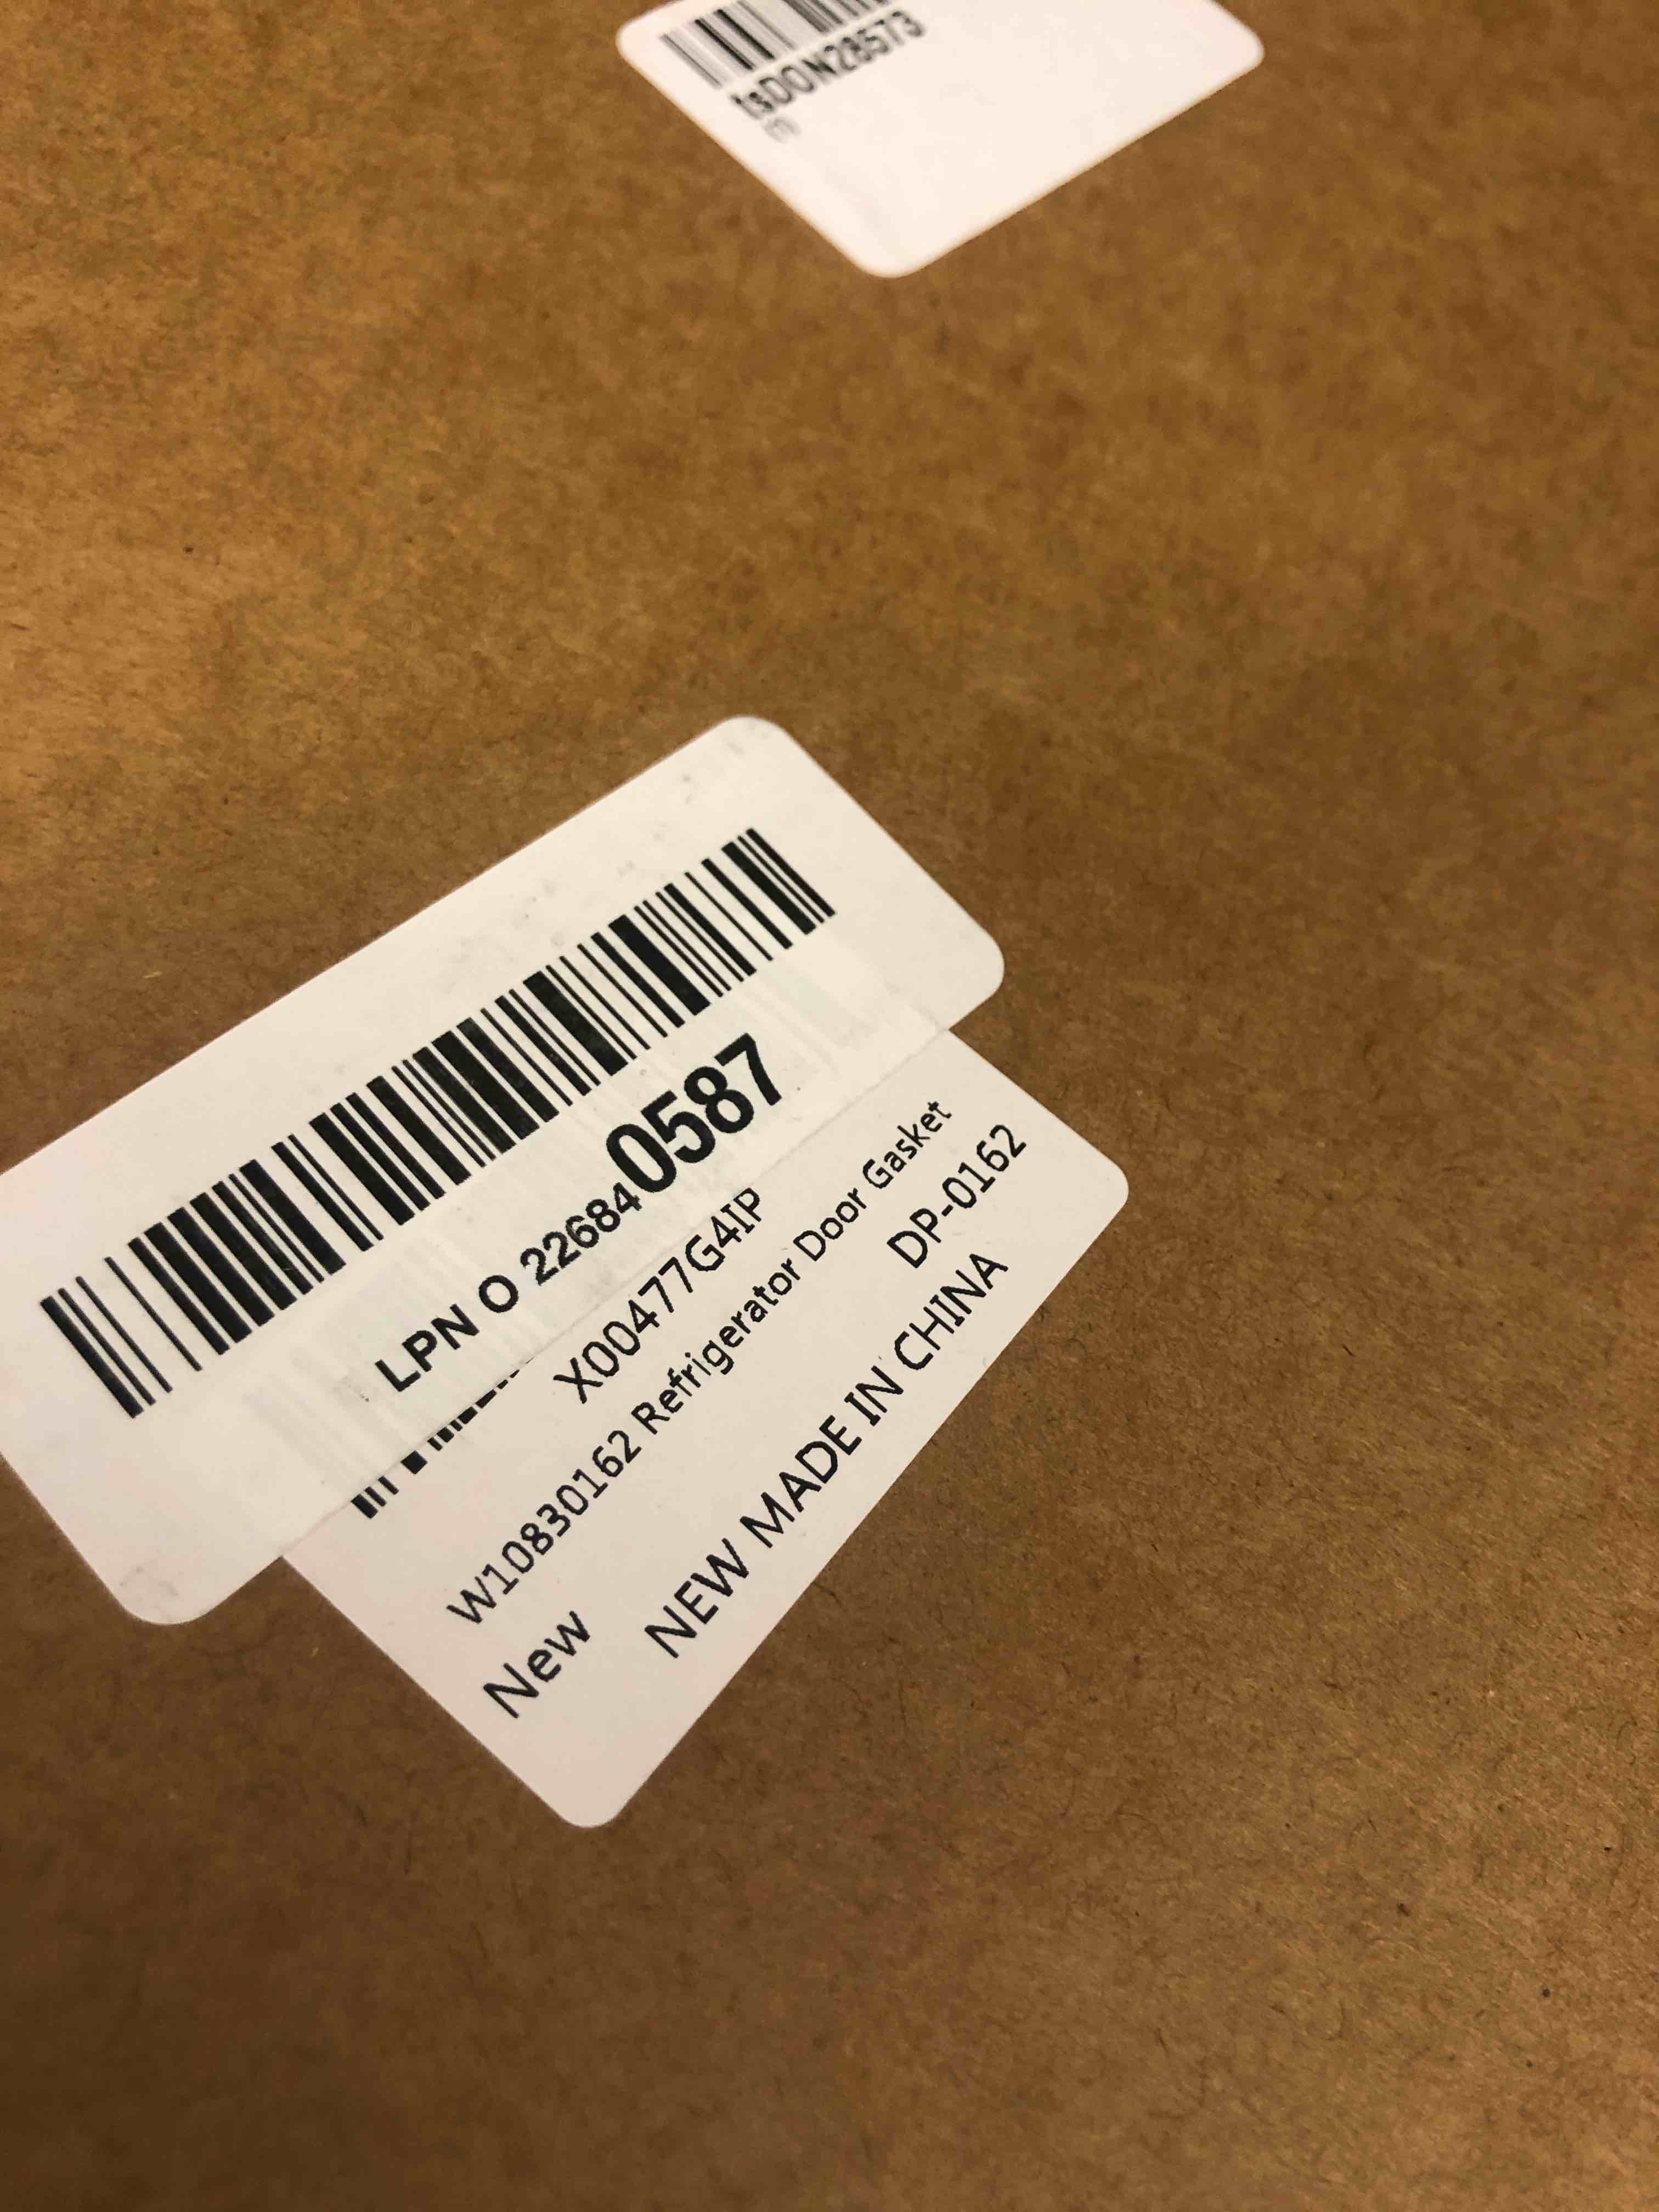 tsDON28573
LPN O 226840587
X00477G4IP
W10830162 Refrigerator Door Gasket
DP-0162
New
NEW MADE IN CHINA